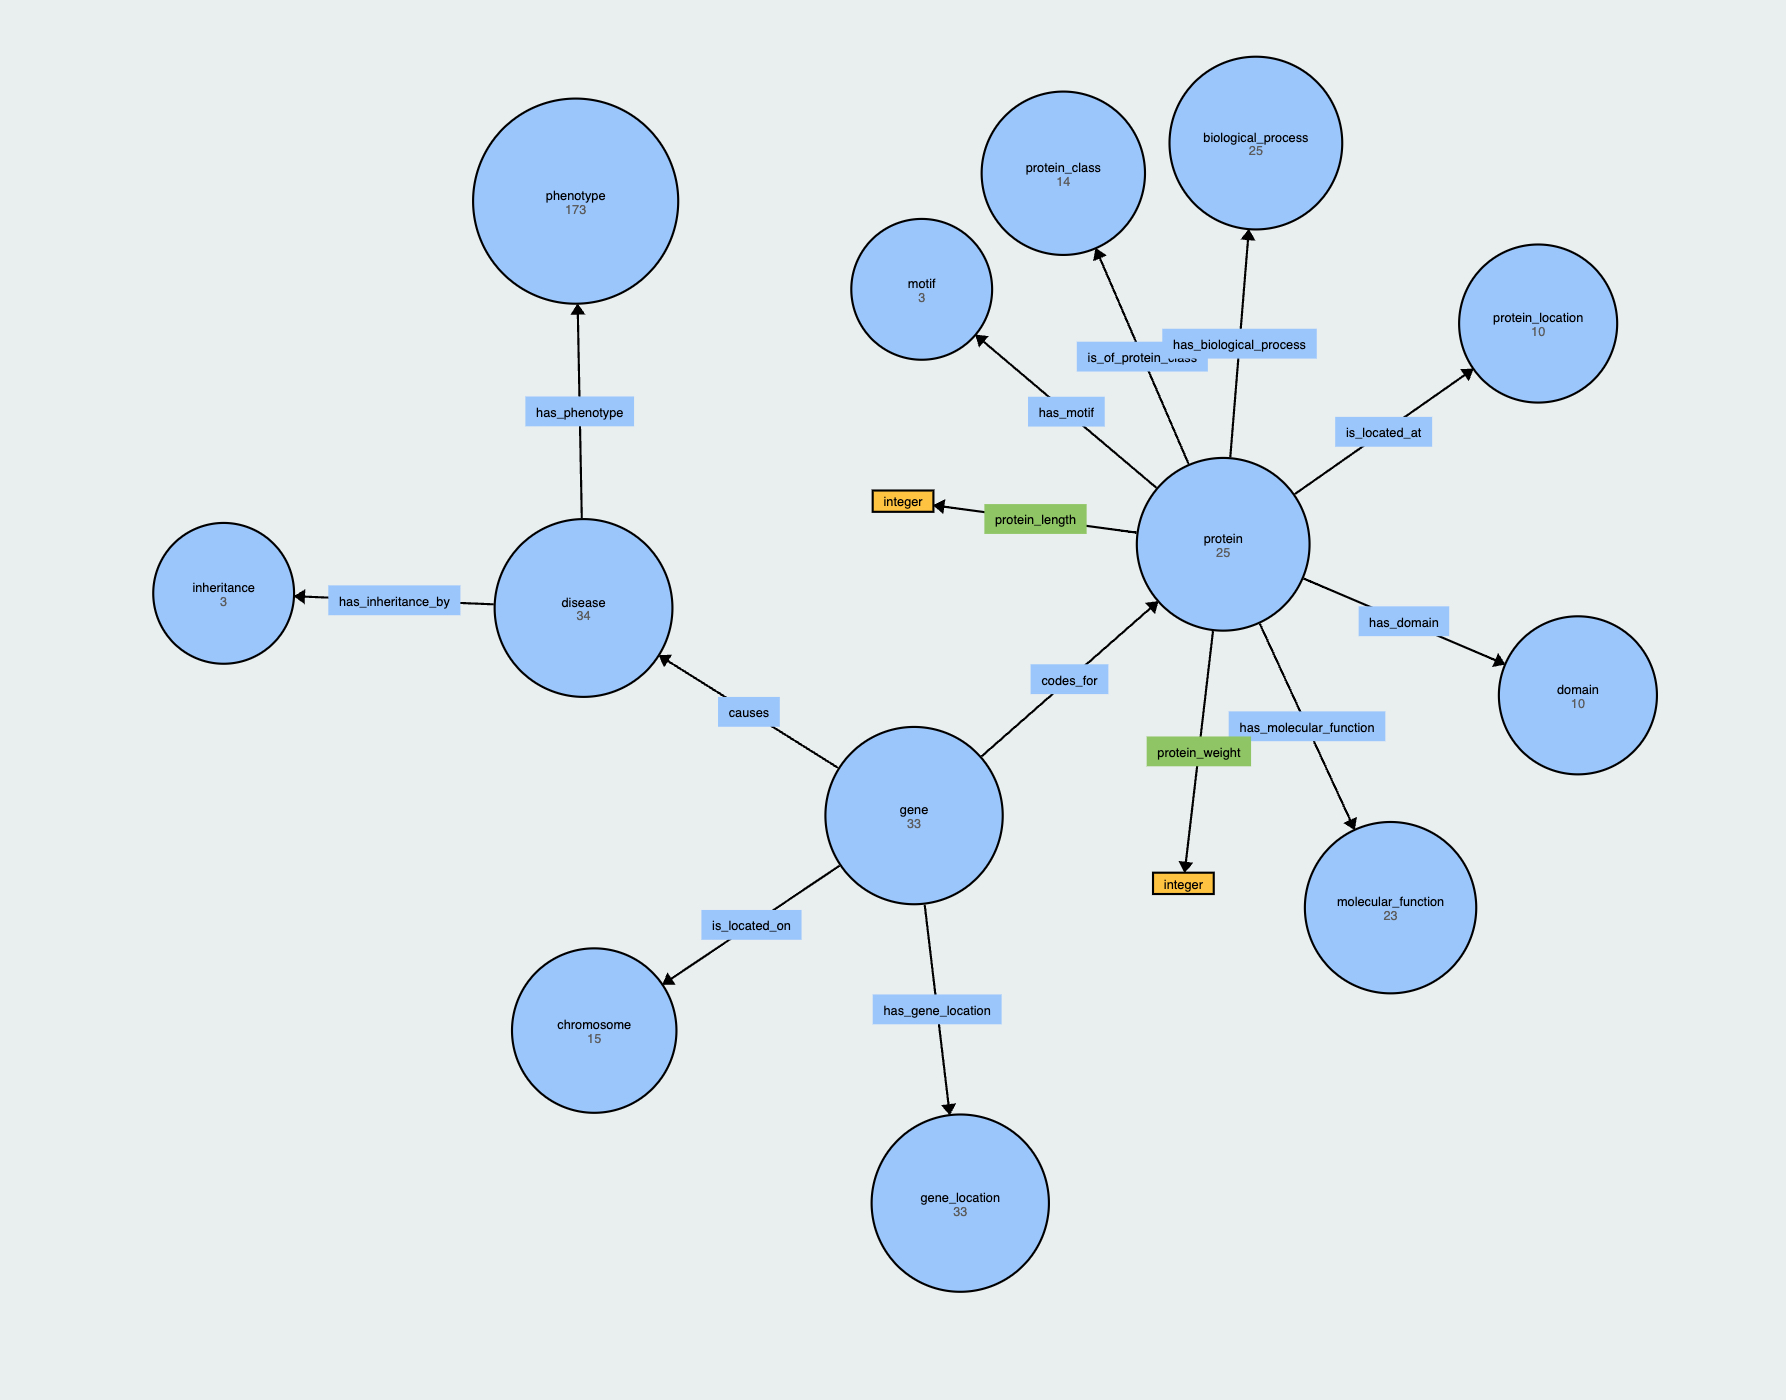 biological_process
25
protein_class
14
phenotype
173
motif
3
protein_location
10
has_biological_process
is_of_protein_class
has_phenotype
has_motif
is_located_at
integer
protein_length
protein
25
inheritance
3
has_inheritance_by
disease
34
has_domain
codes_for
domain
10
causes
has_molecular_function
protein_weight
gene
33
integer
molecular_function
23
is_located_on
has_gene_location
chromosome
15
gene_location
33